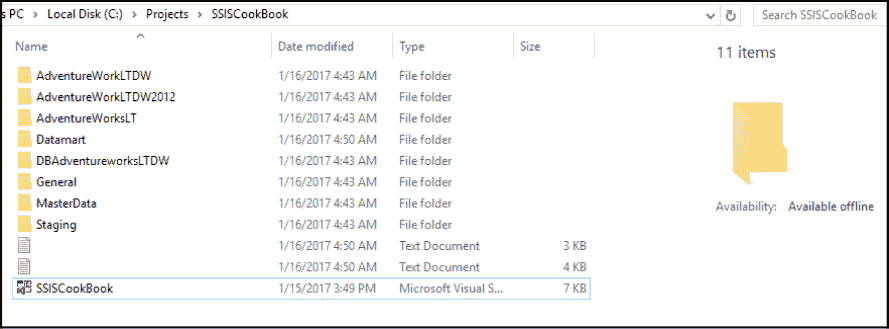 s PC > Local Disk (C:) > Projects > SSISCookBook
Search SSISCookBook
Name Date modified Type Size
AdventureWorkLTDW 1/16/2017 4:43 AM File folder
AdventureWorkLTDW2012 1/16/2017 4:43 AM File folder
AdventureWorksLT 1/16/2017 4:43 AM File folder
Datamart 1/16/2017 4:50 AM File folder
DBAdventureworksLTDW 1/16/2017 4:43 AM File folder
General 1/16/2017 4:43 AM File folder
MasterData 1/16/2017 4:43 AM File folder
Staging 1/16/2017 4:43 AM File folder
1/16/2017 4:50 AM Text Document 3 KB
1/16/2017 4:50 AM Text Document 4 KB
SSISCookBook 1/15/2017 3:49 PM Microsoft Visual S... 7 KB
11 items
Availability: Available offline